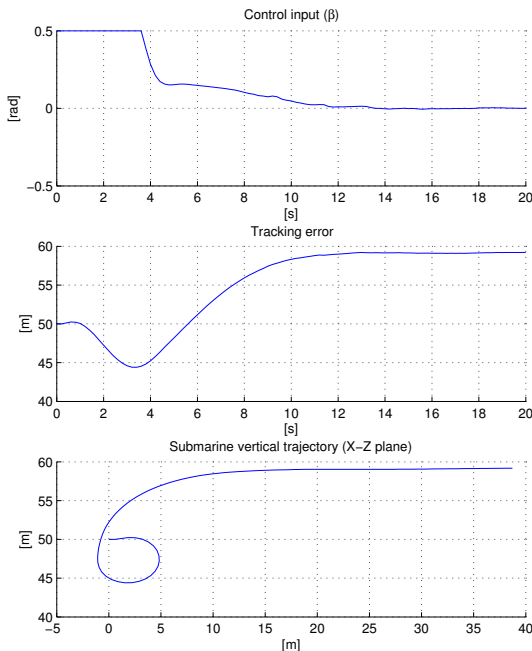 Control input (β)
0.5
0
−0.5
[rad]
0 2 4 6 8 10 12 14 16 18 20
[s]
Tracking error
60
55
50
45
40
[m]
0 2 4 6 8 10 12 14 16 18 20
[s]
Submarine vertical trajectory (X−Z plane)
60
55
50
45
40
[m]
−5 0 5 10 15 20 25 30 35 40
[m]